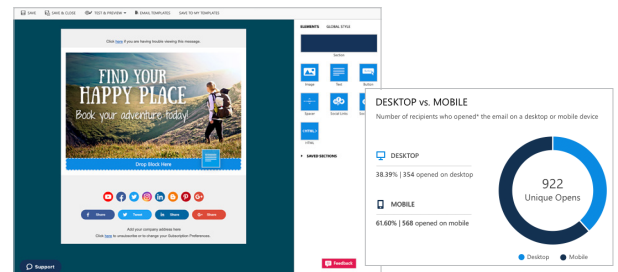 SAVE
SAVE & CLOSE
TEST & PREVIEW
EMAIL TEMPLATES
SAVE TO MY TEMPLATES
Click here if you are having trouble viewing this message.
FIND YOUR
HAPPY PLACE
Book your adventure today!
Drop Block Here
Share
Tweet
Share
Share
Add your company address here
Click here to unsubscribe or to change your Subscription Preferences.
Support
Feedback
ELEMENTS
GLOBAL STYLE
Section
Image
Text
Button
Spacer
Social Links
HTML
SAVED SECTIONS
DESKTOP vs. MOBILE
Number of recipients who opened* the email on a desktop or mobile device
DESKTOP
38.39% | 354 opened on desktop
MOBILE
61.60% | 568 opened on mobile
922
Unique Opens
Desktop
Mobile